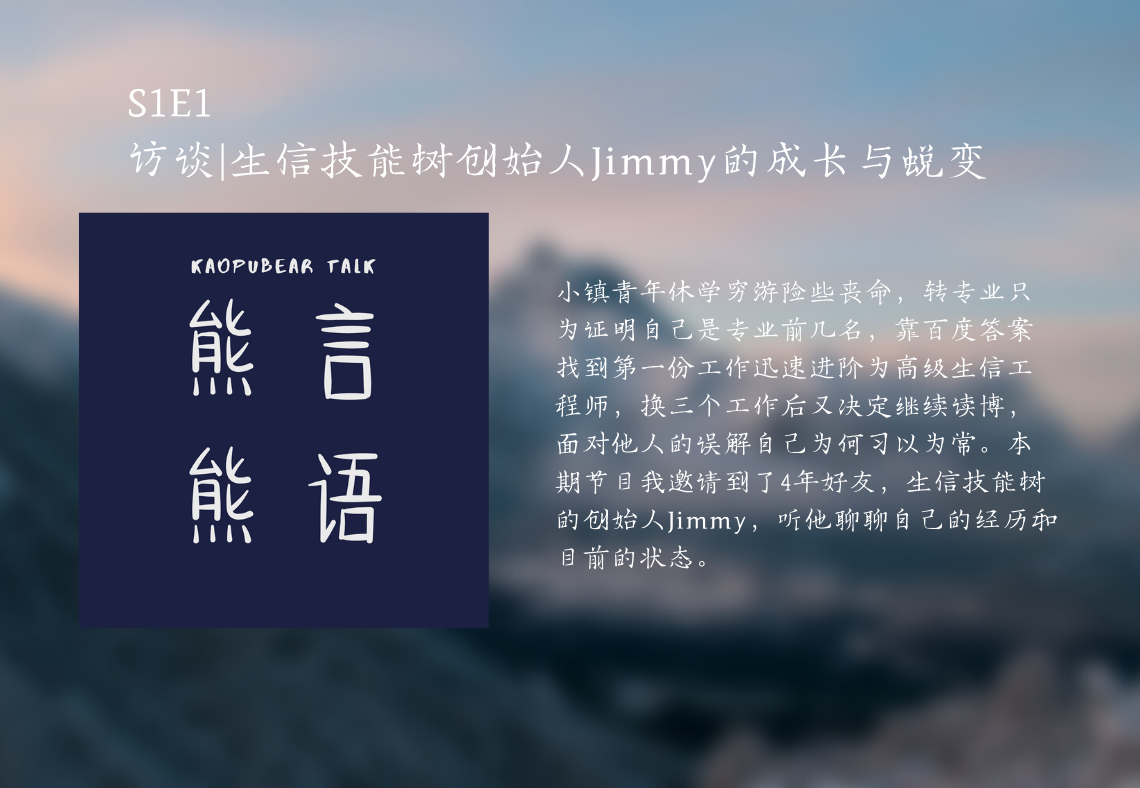 S1E1
访谈|生信技能树创始人Jimmy的成长与蜕变
KAOPUBEAR TALK
熊言
熊语
小镇青年休学穷游险些丧命，转专业只
为证明自己是专业前几名，靠百度答案
找到第一份工作迅速进阶为高级生信工
程师，换三个工作后又决定继续读博，
面对他人的误解自己为何习以为常。本
期节目我邀请到了4年好友，生信技能树
的创始人Jimmy，听他聊聊自己的经历和
目前的状态。